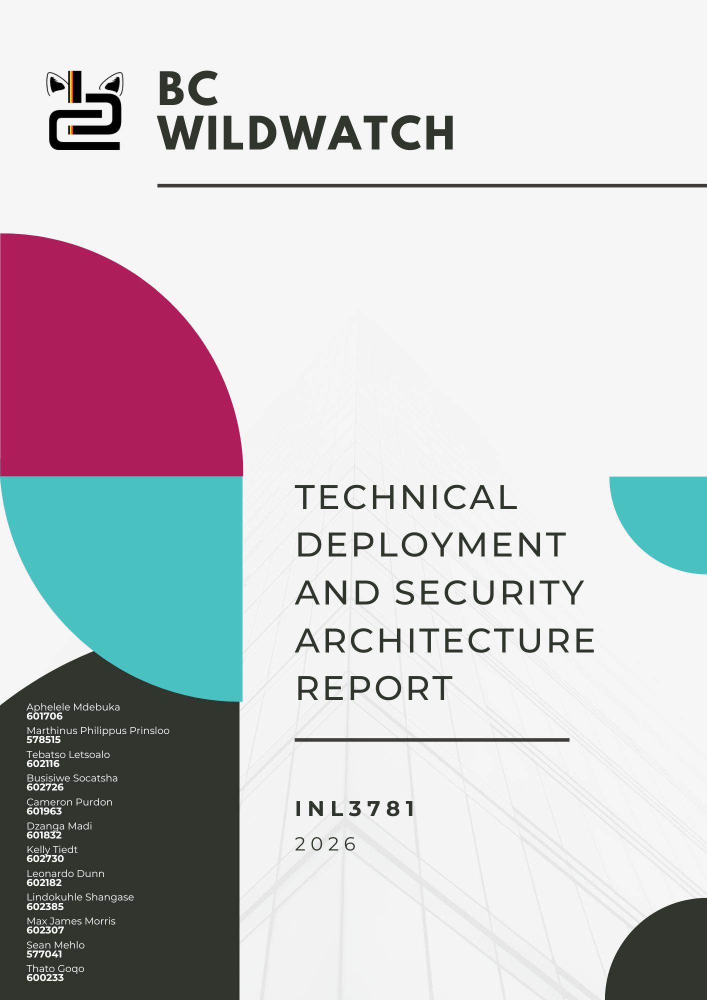 BC
WILDWATCH
TECHNICAL
DEPLOYMENT
AND SECURITY
ARCHITECTURE
REPORT
INL3781
2026
Aphelele Mdebuka
601706
Marthinus Philippus Prinsloo
578515
Tebatso Letsoalo
602116
Busisiwe Socatsha
602726
Cameron Purdon
601963
Dzanga Madi
601832
Kelly Tiedt
602730
Leonardo Dunn
602182
Lindokuhle Shangase
602385
Max James Morris
602307
Sean Mehlo
577041
Thato Goqo
600233